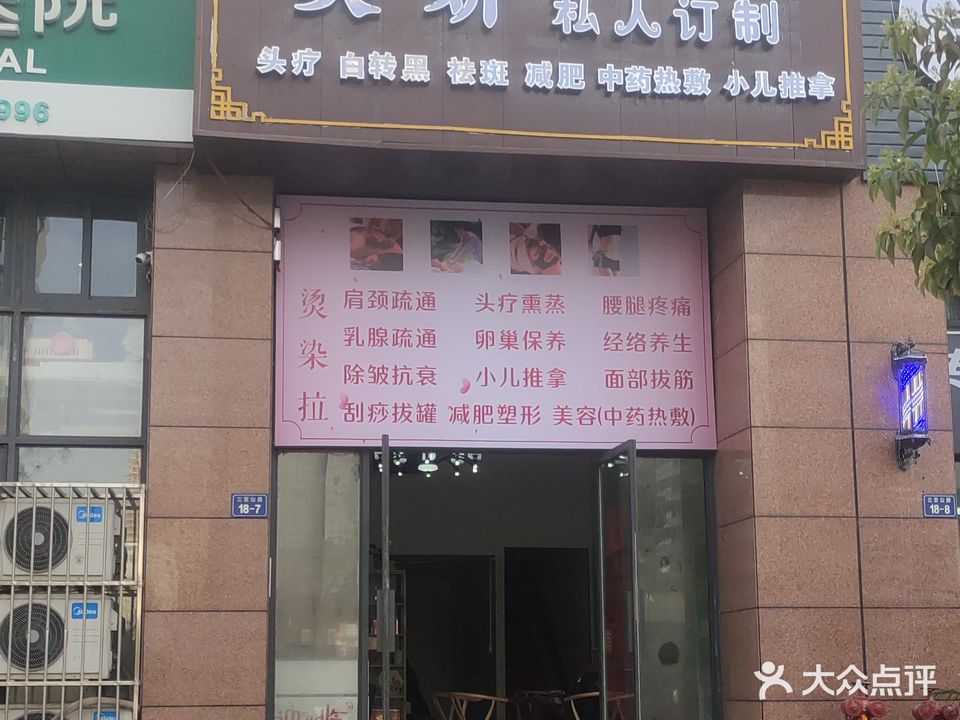 院
AL
996
私人订制
头疗 白转黑 祛斑 减肥 中药热敷 小儿推拿
烫染拉
肩颈疏通 头疗熏蒸 腰腿疼痛
乳腺疏通 卵巢保养 经络养生
除皱抗衰 小儿推拿 面部拔筋
刮痧拔罐 减肥塑形 美容(中药热敷)
18-7
18-8
Midea
Midea
大众点评